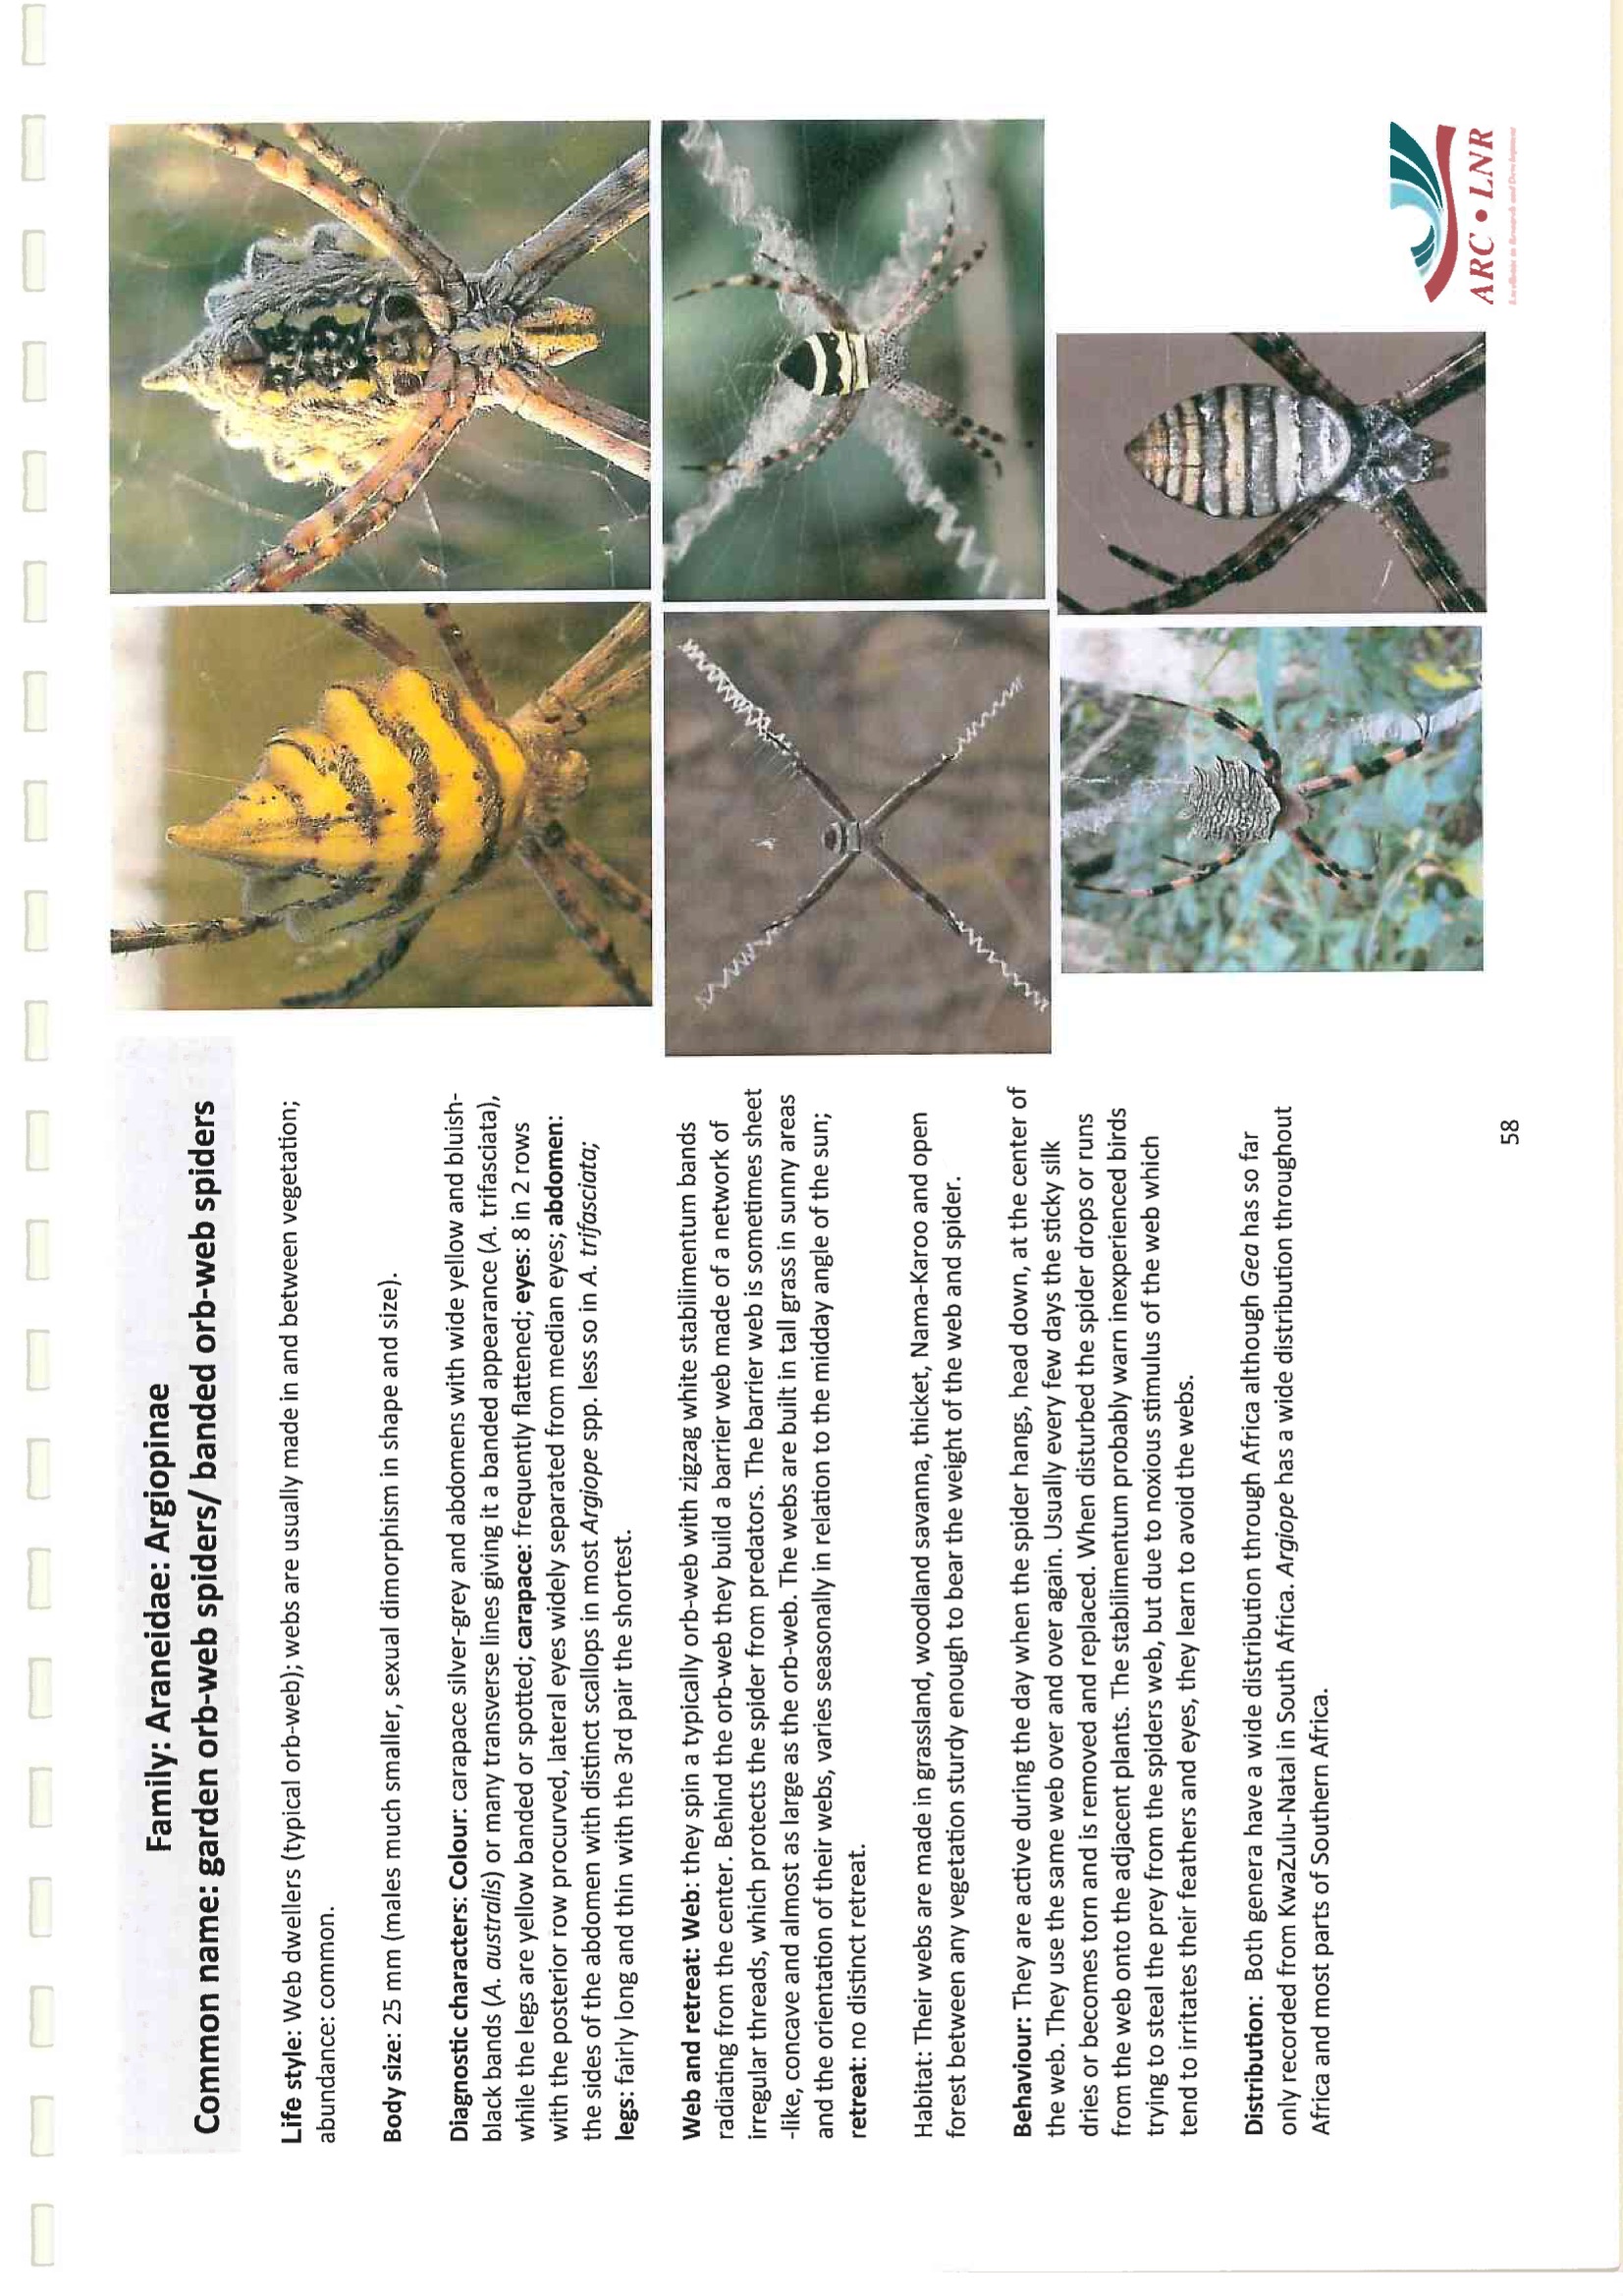 Family: Araneidae: Argiopinae
Common name: garden orb-web spiders/ banded orb-web spiders
Life style: Web dwellers (typical orb-web); webs are usually made in and between vegetation;
abundance: common.
Body size: 25 mm (males much smaller, sexual dimorphism in shape and size).
Diagnostic characters: Colour: carapace silver-grey and abdomens with wide yellow and bluish-
black bands (A. australis) or many transverse lines giving it a banded appearance (A. trifasciata),
while the legs are yellow banded or spotted; carapace: frequently flattened; eyes: 8 in 2 rows
with the posterior row procurved, lateral eyes widely separated from median eyes; abdomen:
the sides of the abdomen with distinct scallops in most Argiope spp. less so in A. trifasciata;
legs: fairly long and thin with the 3rd pair the shortest.
Web and retreat: Web: they spin a typically orb-web with zigzag white stabilimentum bands
radiating from the center. Behind the orb-web they build a barrier web made of a network of
irregular threads, which protects the spider from predators. The barrier web is sometimes sheet
-like, concave and almost as large as the orb-web. The webs are built in tall grass in sunny areas
and the orientation of their webs, varies seasonally in relation to the midday angle of the sun;
retreat: no distinct retreat.
Habitat: Their webs are made in grassland, woodland savanna, thicket, Nama-Karoo and open
forest between any vegetation sturdy enough to bear the weight of the web and spider.
Behaviour: They are active during the day when the spider hangs, head down, at the center of
the web. They use the same web over and over again. Usually every few days the sticky silk
dries or becomes torn and is removed and replaced. When disturbed the spider drops or runs
from the web onto the adjacent plants. The stabilimentum probably warn inexperienced birds
trying to steal the prey from the spiders web, but due to noxious stimulus of the web which
tend to irritates their feathers and eyes, they learn to avoid the webs.
Distribution: Both genera have a wide distribution through Africa although Gea has so far
only recorded from KwaZulu-Natal in South Africa. Argiope has a wide distribution throughout
Africa and most parts of Southern Africa.
58
ARC • LNR
Excellence in Research and Development